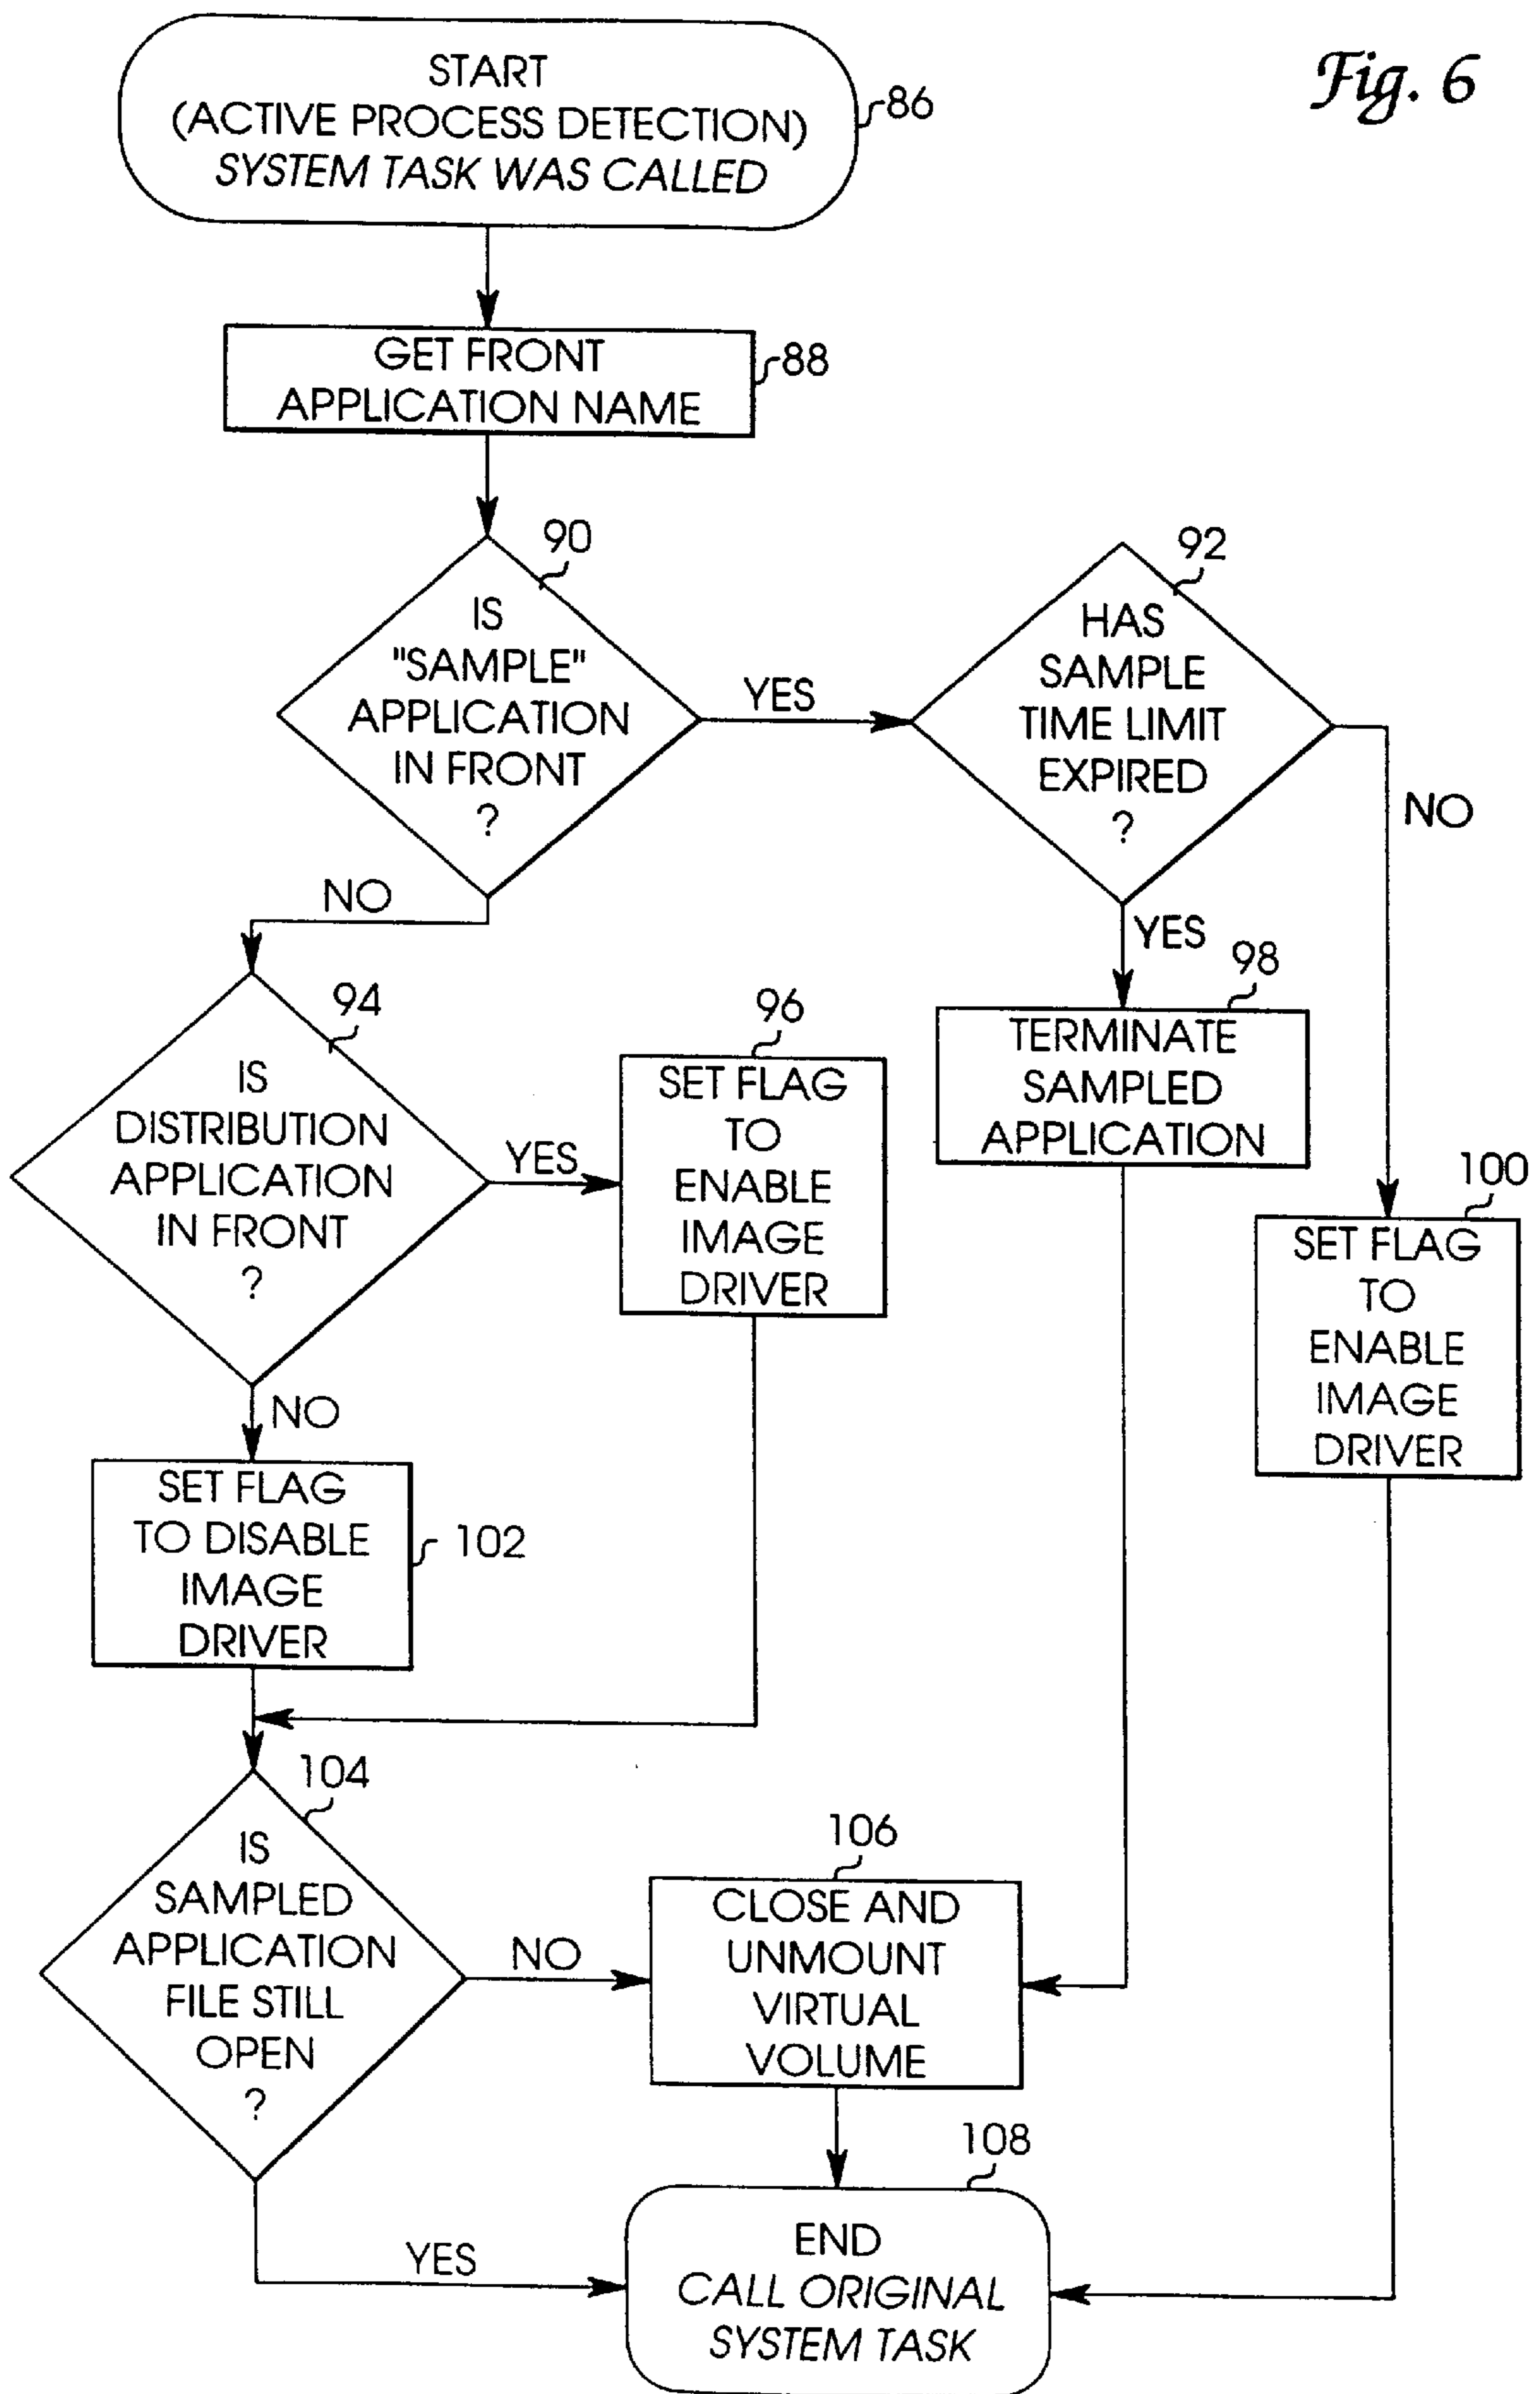 Fig. 6
START
(ACTIVE PROCESS DETECTION)
SYSTEM TASK WAS CALLED
86
GET FRONT
APPLICATION NAME
88
90
IS
"SAMPLE"
APPLICATION
IN FRONT
?
YES
NO
92
HAS
SAMPLE
TIME LIMIT
EXPIRED
?
NO
YES
94
IS
DISTRIBUTION
APPLICATION
IN FRONT
?
YES
NO
96
SET FLAG
TO
ENABLE
IMAGE
DRIVER
98
TERMINATE
SAMPLED
APPLICATION
100
SET FLAG
TO
ENABLE
IMAGE
DRIVER
SET FLAG
TO DISABLE
IMAGE
DRIVER
102
104
IS
SAMPLED
APPLICATION
FILE STILL
OPEN
?
NO
YES
106
CLOSE AND
UNMOUNT
VIRTUAL
VOLUME
108
END
CALL ORIGINAL
SYSTEM TASK